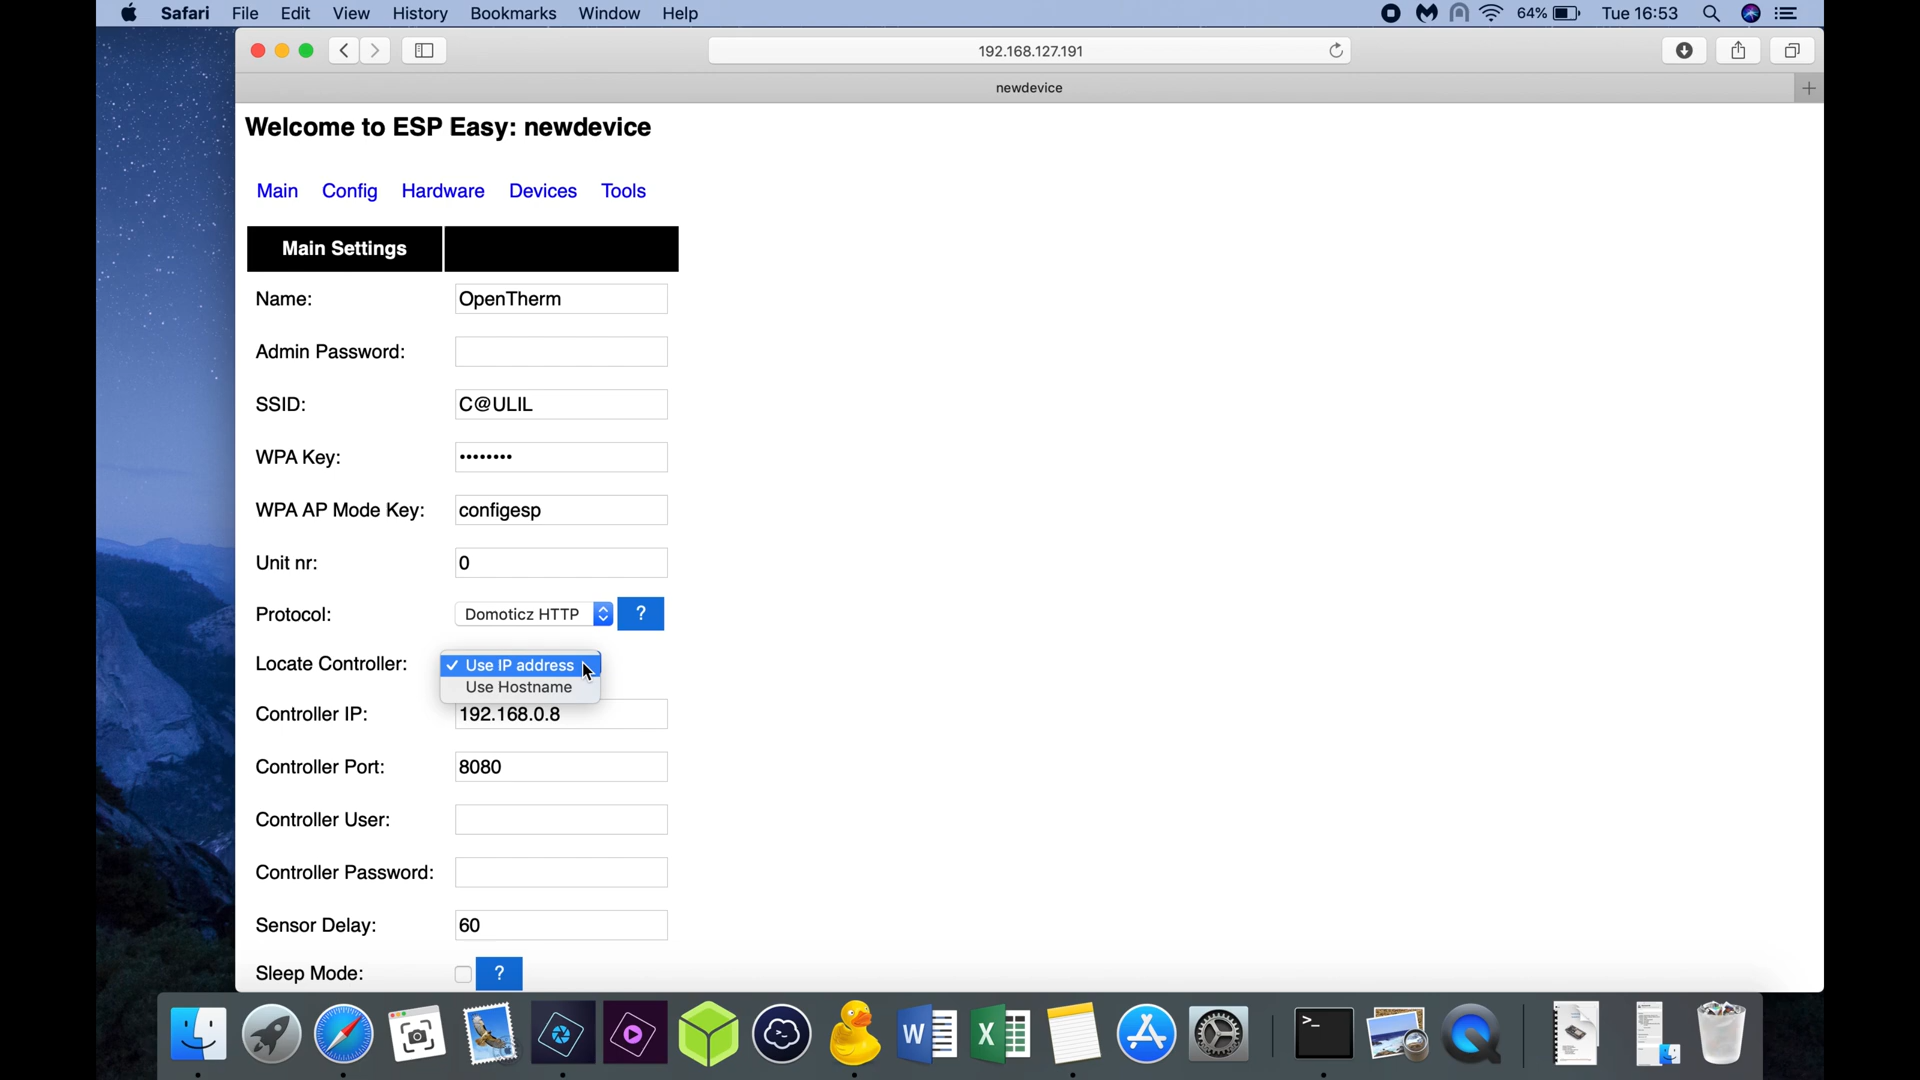 Safari File Edit View History Bookmarks Window Help 64% Tue 16:53
192.168.127.191
newdevice
Welcome to ESP Easy: newdevice
Main Config Hardware Devices Tools
Main Settings
Name: OpenTherm
Admin Password:
SSID: C@ULIL
WPA Key: ••••••••
WPA AP Mode Key: configesp
Unit nr: 0
Protocol: Domoticz HTTP ?
Locate Controller: ✓ Use IP address
Use Hostname
Controller IP: 192.168.0.8
Controller Port: 8080
Controller User:
Controller Password:
Sensor Delay: 60
Sleep Mode: ?
W X
>_